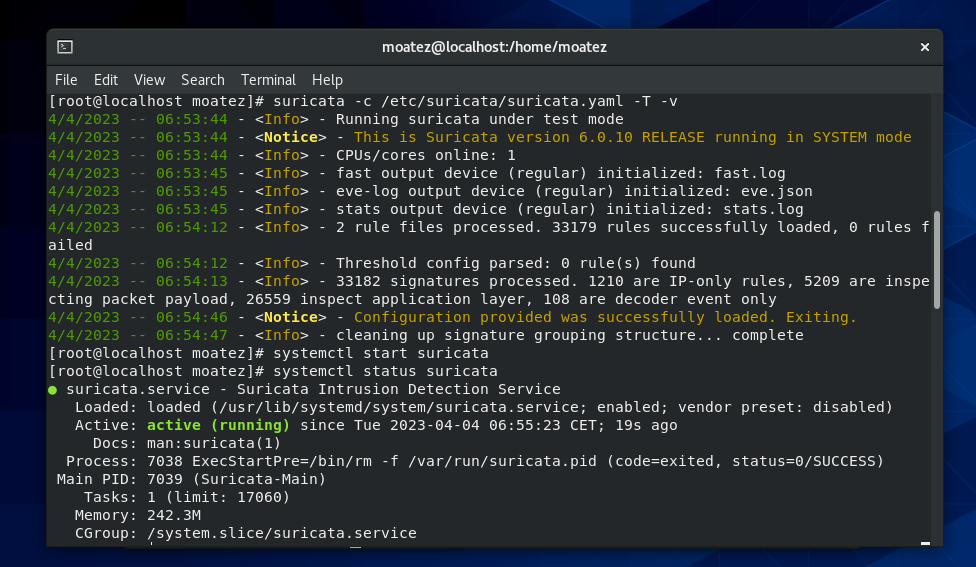 moatez@localhost:/home/moatez
×
File Edit View Search Terminal Help
[root@localhost moatez]# suricata -c /etc/suricata/suricata.yaml -T -v
4/4/2023 -- 06:53:44 - <Info> - Running suricata under test mode
4/4/2023 -- 06:53:44 - <Notice> - This is Suricata version 6.0.10 RELEASE running in SYSTEM mode
4/4/2023 -- 06:53:44 - <Info> - CPUs/cores online: 1
4/4/2023 -- 06:53:45 - <Info> - fast output device (regular) initialized: fast.log
4/4/2023 -- 06:53:45 - <Info> - eve-log output device (regular) initialized: eve.json
4/4/2023 -- 06:53:45 - <Info> - stats output device (regular) initialized: stats.log
4/4/2023 -- 06:54:12 - <Info> - 2 rule files processed. 33179 rules successfully loaded, 0 rules f
ailed
4/4/2023 -- 06:54:12 - <Info> - Threshold config parsed: 0 rule(s) found
4/4/2023 -- 06:54:13 - <Info> - 33182 signatures processed. 1210 are IP-only rules, 5209 are inspe
cting packet payload, 26559 inspect application layer, 108 are decoder event only
4/4/2023 -- 06:54:46 - <Notice> - Configuration provided was successfully loaded. Exiting.
4/4/2023 -- 06:54:47 - <Info> - cleaning up signature grouping structure... complete
[root@localhost moatez]# systemctl start suricata
[root@localhost moatez]# systemctl status suricata
● suricata.service - Suricata Intrusion Detection Service
Loaded: loaded (/usr/lib/systemd/system/suricata.service; enabled; vendor preset: disabled)
Active: active (running) since Tue 2023-04-04 06:55:23 CET; 19s ago
Docs: man:suricata(1)
Process: 7038 ExecStartPre=/bin/rm -f /var/run/suricata.pid (code=exited, status=0/SUCCESS)
Main PID: 7039 (Suricata-Main)
Tasks: 1 (limit: 17060)
Memory: 242.3M
CGroup: /system.slice/suricata.service